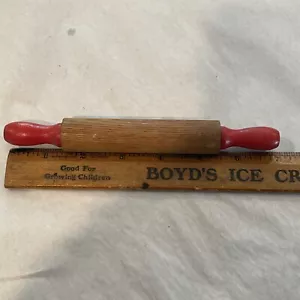 Good For
Growing Children
BOYD'S ICE CR